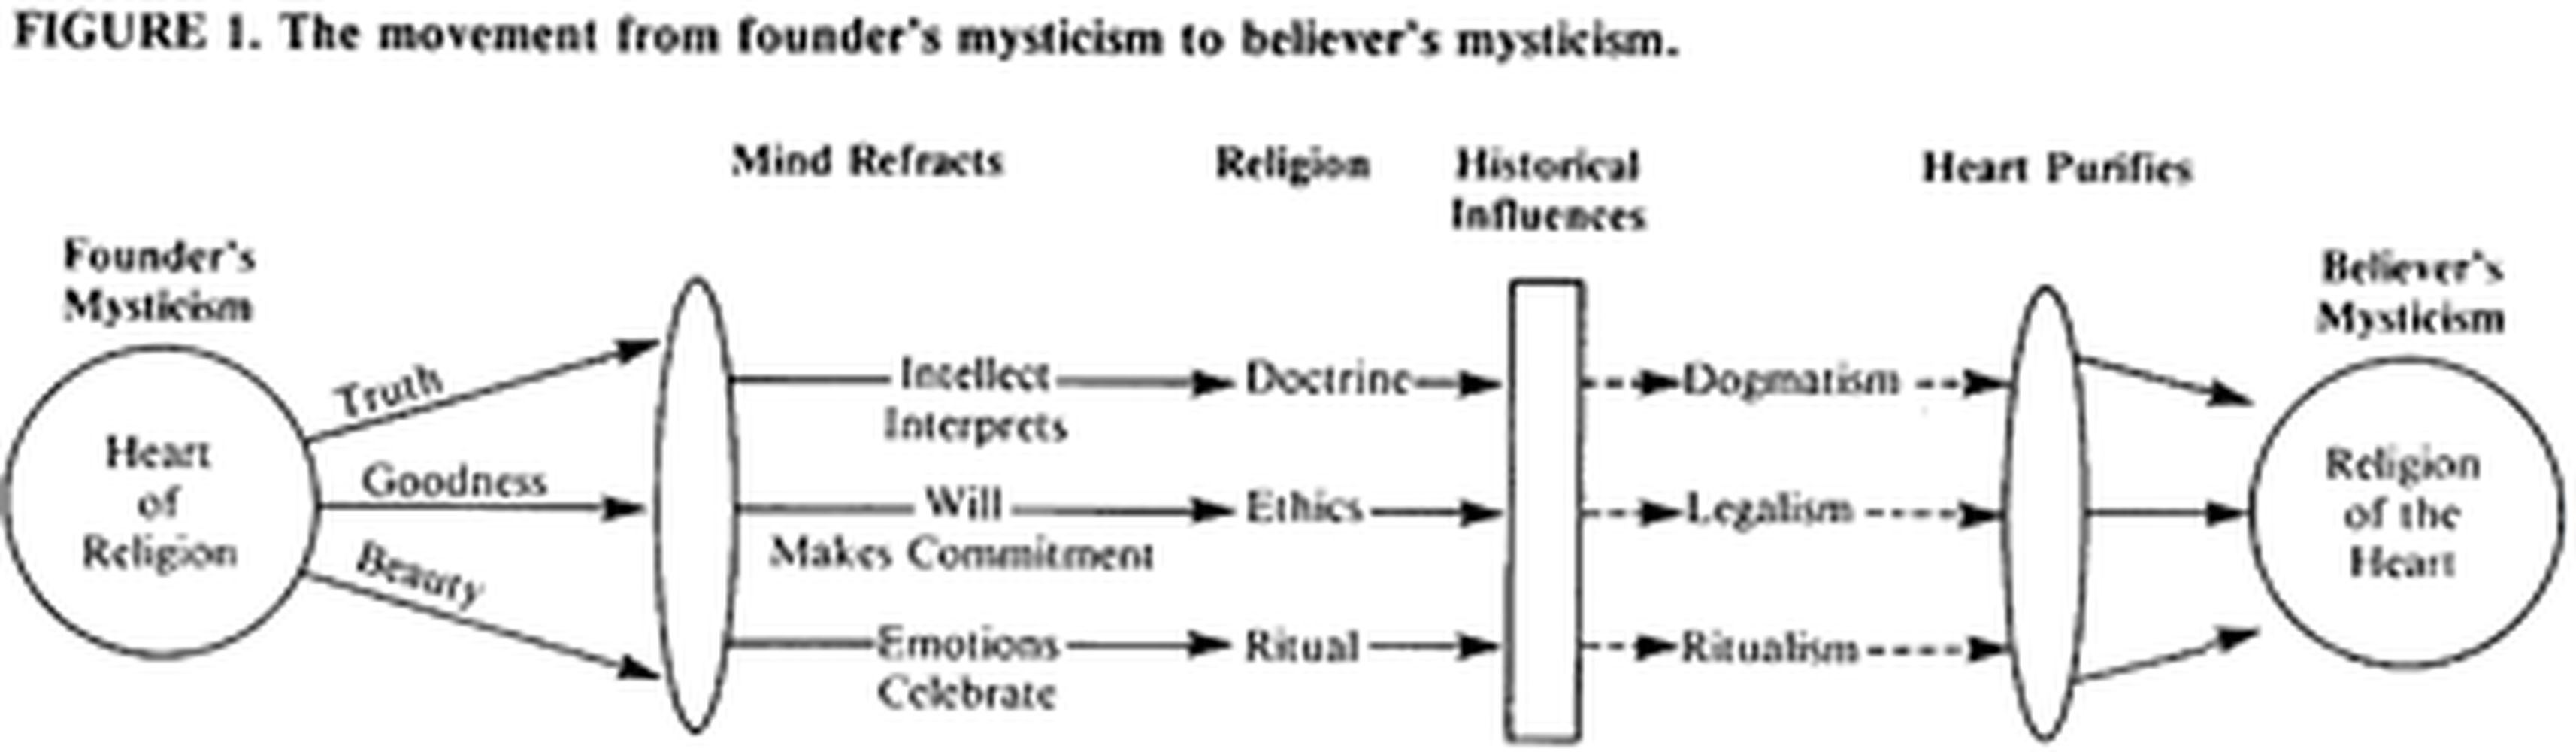 FIGURE 1. The movement from founder's mysticism to believer's mysticism.
Mind Refracts
Religion
Historical
Influences
Heart Purifies
Founder's
Mysticism
Believer's
Mysticism
Truth
Goodness
Beauty
Heart
of
Religion
Intellect
Interprets
Doctrine
Dogmatism
Will
Makes Commitment
Ethics
Legalism
Emotions
Celebrate
Ritual
Ritualism
Religion
of the
Heart